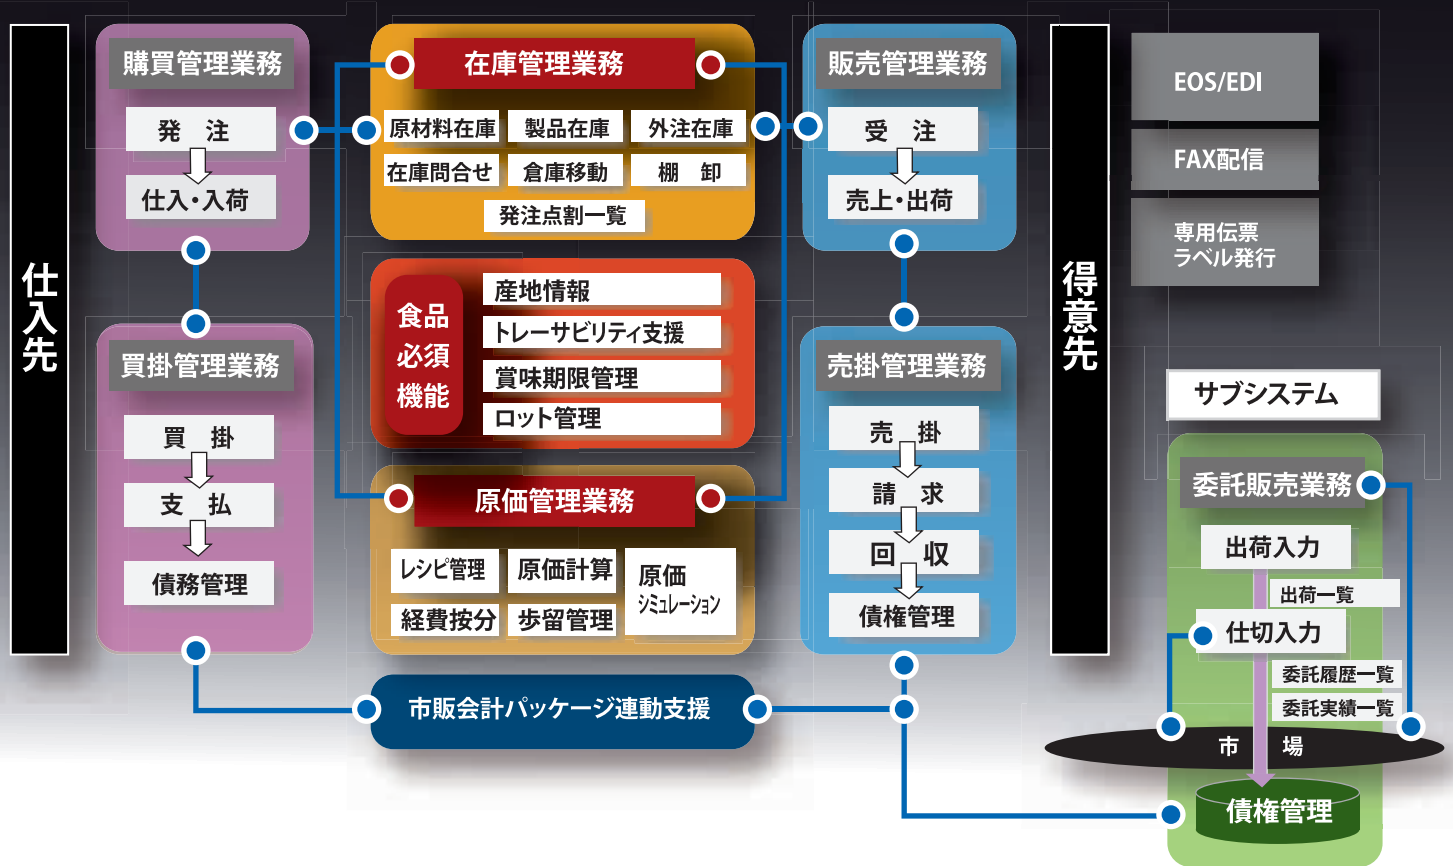 仕入先
購買管理業務
発 注
仕入・入荷
買掛管理業務
買 掛
支 払
債務管理
在庫管理業務
原材料在庫
製品在庫
外注在庫
在庫問合せ
倉庫移動
棚 卸
発注点割一覧
食品
必須
機能
産地情報
トレーサビリティ支援
賞味期限管理
ロット管理
原価管理業務
レシピ管理
原価計算
原価
シミュレーション
経費按分
歩留管理
市販会計パッケージ連動支援
販売管理業務
受 注
売上・出荷
売掛管理業務
売 掛
請 求
回 収
債権管理
得意先
EOS/EDI
FAX配信
専用伝票
ラベル発行
サブシステム
委託販売業務
出荷入力
出荷一覧
仕切入力
委託履歴一覧
委託実績一覧
市 場
債権管理